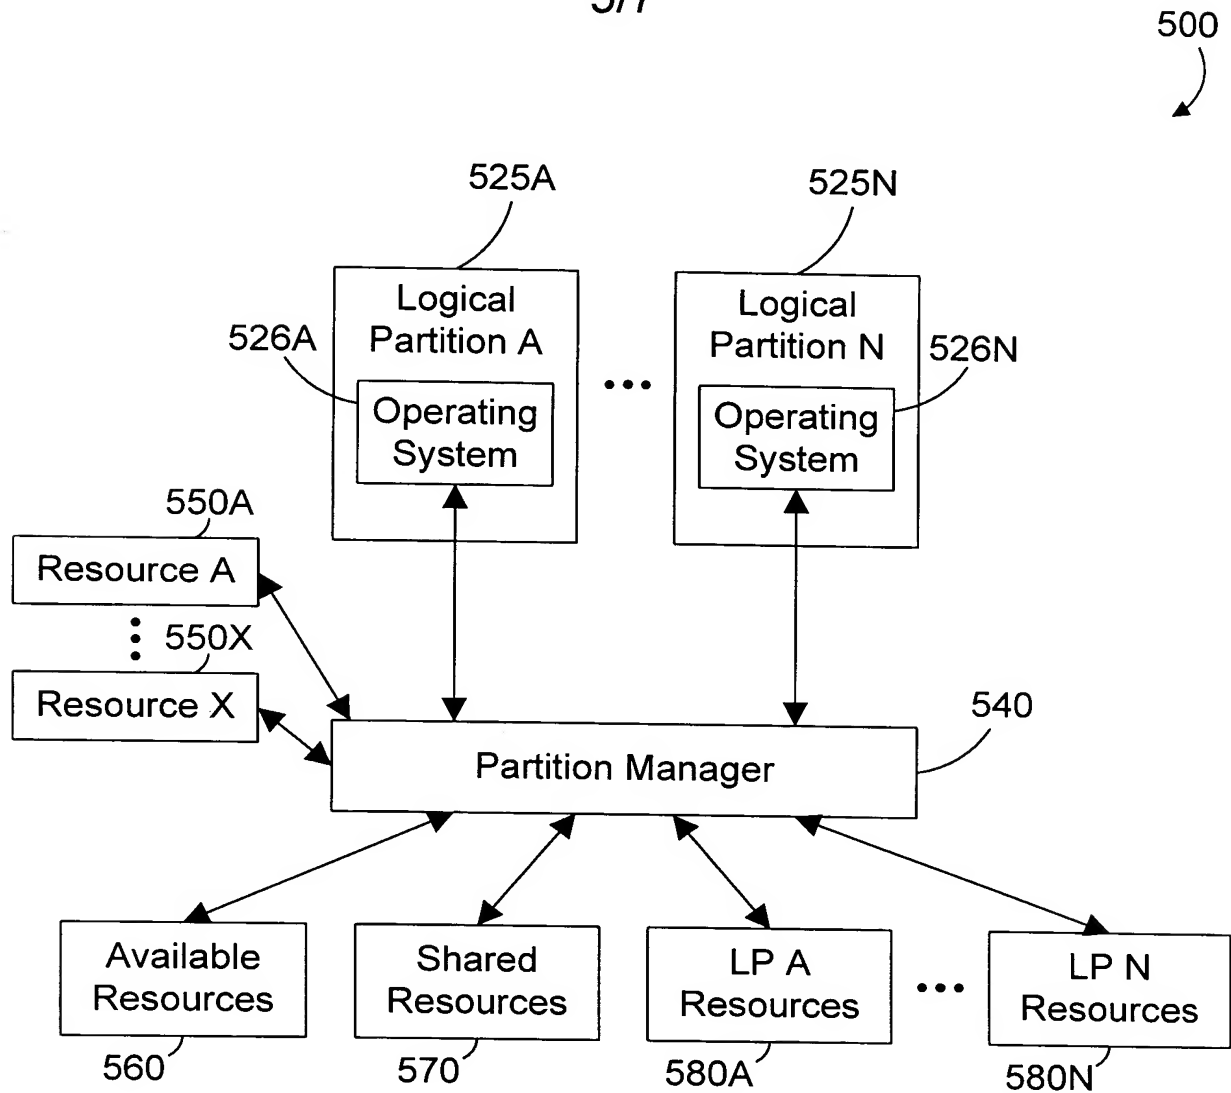 500
525A
525N
Logical
Partition A
Logical
Partition N
526A
526N
Operating
System
Operating
System
550A
Resource A
550X
Resource X
540
Partition Manager
Available
Resources
Shared
Resources
LP A
Resources
LP N
Resources
560
570
580A
580N